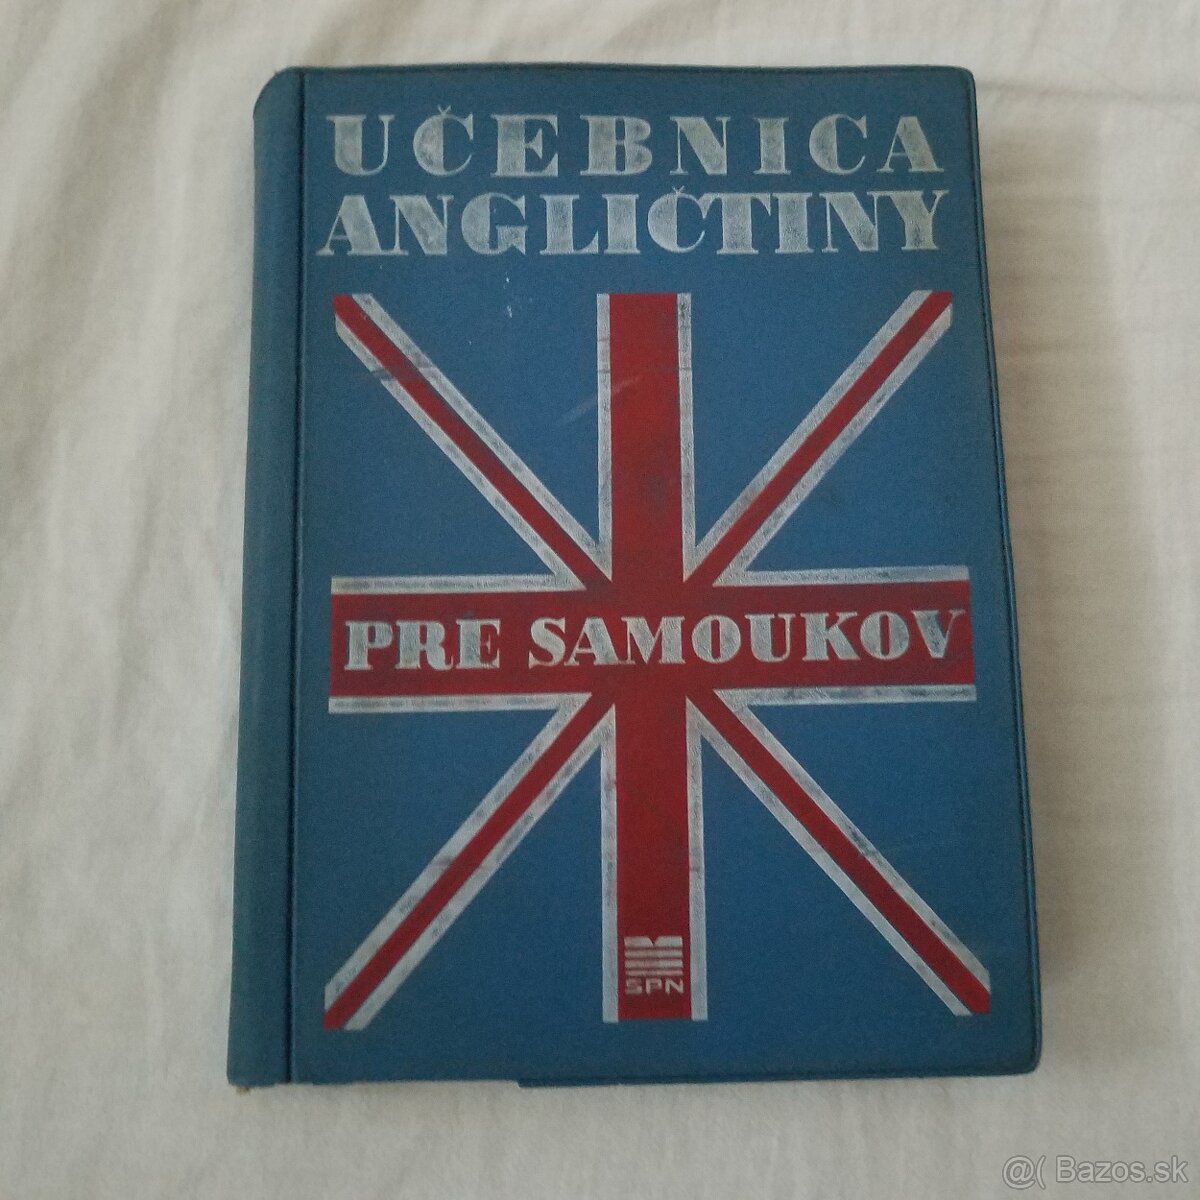 UČEBNICA
ANGLIČTINY
PRE SAMOUKOV
SPN
@( Bazos.sk